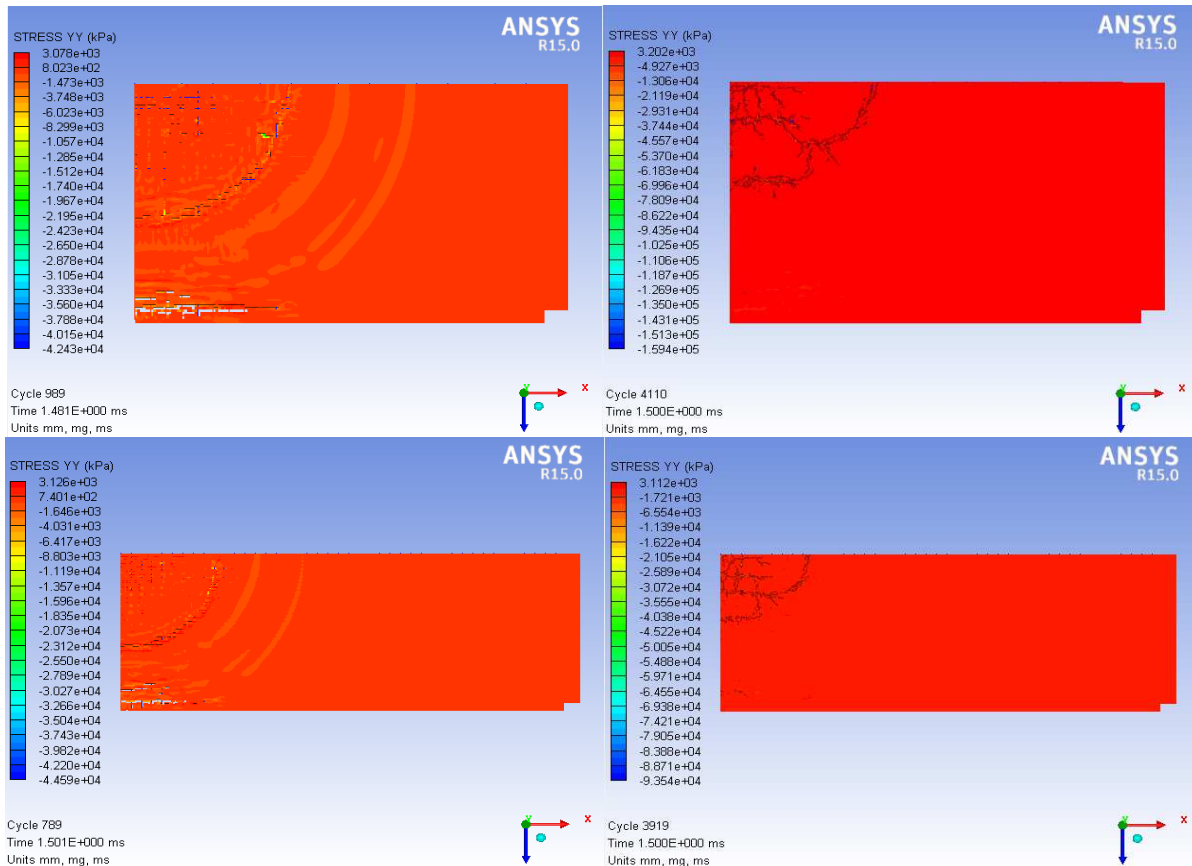 ANSYS
R15.0
STRESS YY (kPa)
3.078e+03
8.023e+02
-1.473e+03
-3.748e+03
-6.023e+03
-8.299e+03
-1.057e+04
-1.285e+04
-1.512e+04
-1.740e+04
-1.967e+04
-2.195e+04
-2.423e+04
-2.650e+04
-2.878e+04
-3.105e+04
-3.333e+04
-3.560e+04
-3.788e+04
-4.015e+04
-4.243e+04
Cycle 989
Time 1.481E+000 ms
Units mm, mg, ms
Y
X
ANSYS
R15.0
STRESS YY (kPa)
3.202e+03
-4.927e+03
-1.306e+04
-2.119e+04
-2.931e+04
-3.744e+04
-4.557e+04
-5.370e+04
-6.183e+04
-6.996e+04
-7.809e+04
-8.622e+04
-9.435e+04
-1.025e+05
-1.106e+05
-1.187e+05
-1.269e+05
-1.350e+05
-1.431e+05
-1.513e+05
-1.594e+05
Cycle 4110
Time 1.500E+000 ms
Units mm, mg, ms
Y
X
ANSYS
R15.0
STRESS YY (kPa)
3.126e+03
7.401e+02
-1.646e+03
-4.031e+03
-6.417e+03
-8.803e+03
-1.119e+04
-1.357e+04
-1.596e+04
-1.835e+04
-2.073e+04
-2.312e+04
-2.550e+04
-2.789e+04
-3.027e+04
-3.266e+04
-3.504e+04
-3.743e+04
-3.982e+04
-4.220e+04
-4.459e+04
Cycle 789
Time 1.501E+000 ms
Units mm, mg, ms
Y
X
ANSYS
R15.0
STRESS YY (kPa)
3.112e+03
-1.721e+03
-6.554e+03
-1.139e+04
-1.622e+04
-2.105e+04
-2.589e+04
-3.072e+04
-3.555e+04
-4.038e+04
-4.522e+04
-5.005e+04
-5.488e+04
-5.971e+04
-6.455e+04
-6.938e+04
-7.421e+04
-7.905e+04
-8.388e+04
-8.871e+04
-9.354e+04
Cycle 3919
Time 1.500E+000 ms
Units mm, mg, ms
Y
X